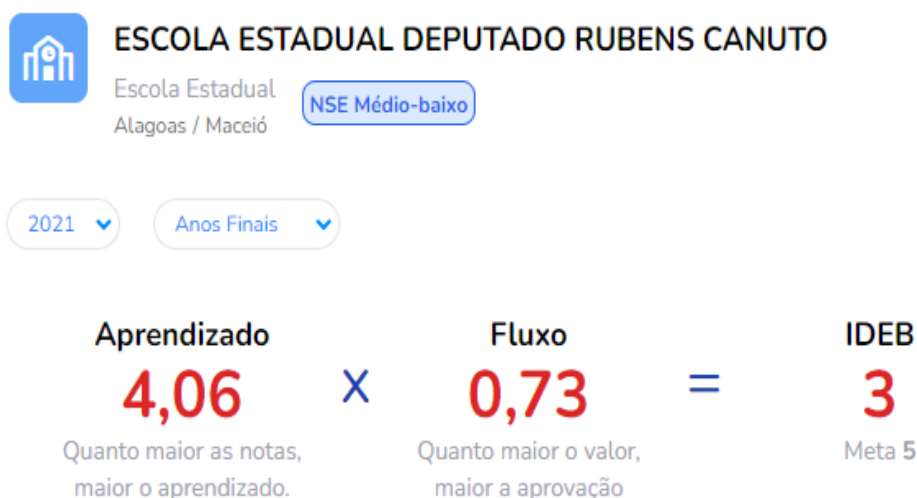 ESCOLA ESTADUAL DEPUTADO RUBENS CANUTO
Escola Estadual
NSE Médio-baixo
Alagoas / Maceió
2021
Anos Finais
Aprendizado
Fluxo
IDEB
4,06
X
0,73
=
3
Quanto maior as notas,
maior o aprendizado.
Quanto maior o valor,
maior a aprovação
Meta 5